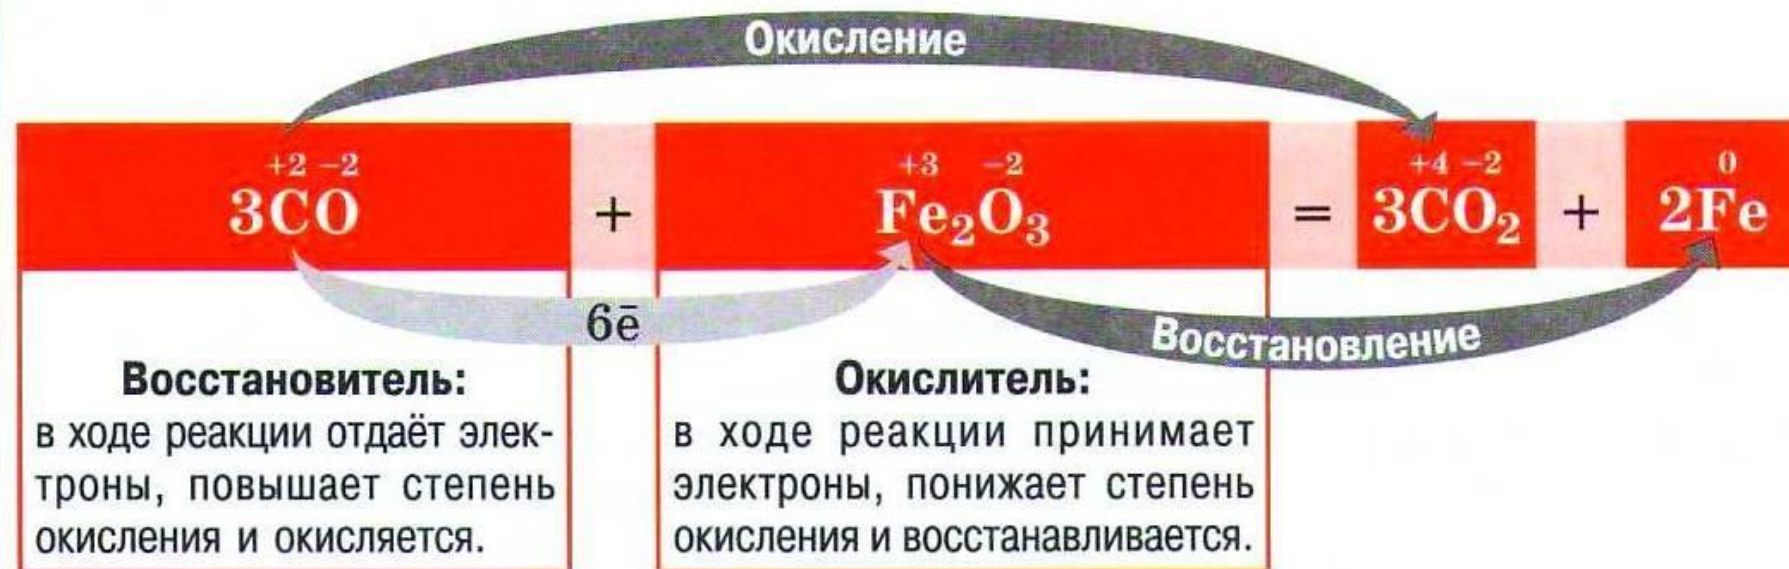 Окисление
+2 –2 +3 –2 +4 –2 0
3CO + Fe₂O₃ = 3CO₂ + 2Fe
6ē
Восстановление
Восстановитель:
в ходе реакции отдаёт элек-
троны, повышает степень
окисления и окисляется.
Окислитель:
в ходе реакции принимает
электроны, понижает степень
окисления и восстанавливается.